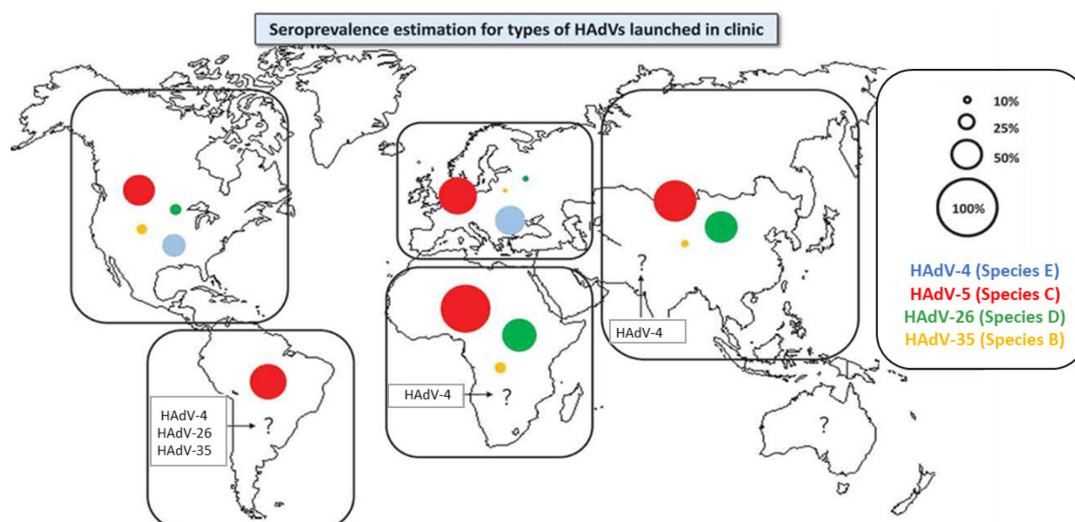 Seroprevalence estimation for types of HAdVs launched in clinic
10%
25%
50%
100%
HAdV-4 (Species E)
HAdV-5 (Species C)
HAdV-26 (Species D)
HAdV-35 (Species B)
?
HAdV-4
HAdV-4
?
HAdV-4
HAdV-26
HAdV-35
?
?